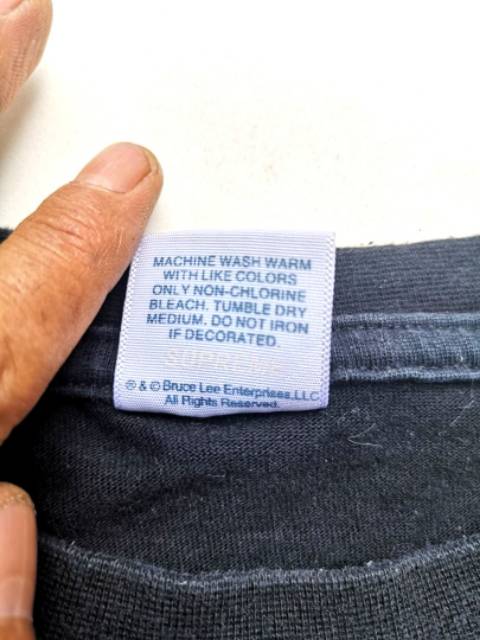 MACHINE WASH WARM
WITH LIKE COLORS
ONLY NON-CHLORINE
BLEACH. TUMBLE DRY
MEDIUM. DO NOT IRON
IF DECORATED.
® & © Bruce Lee Enterprises, LLC
All Rights Reserved.